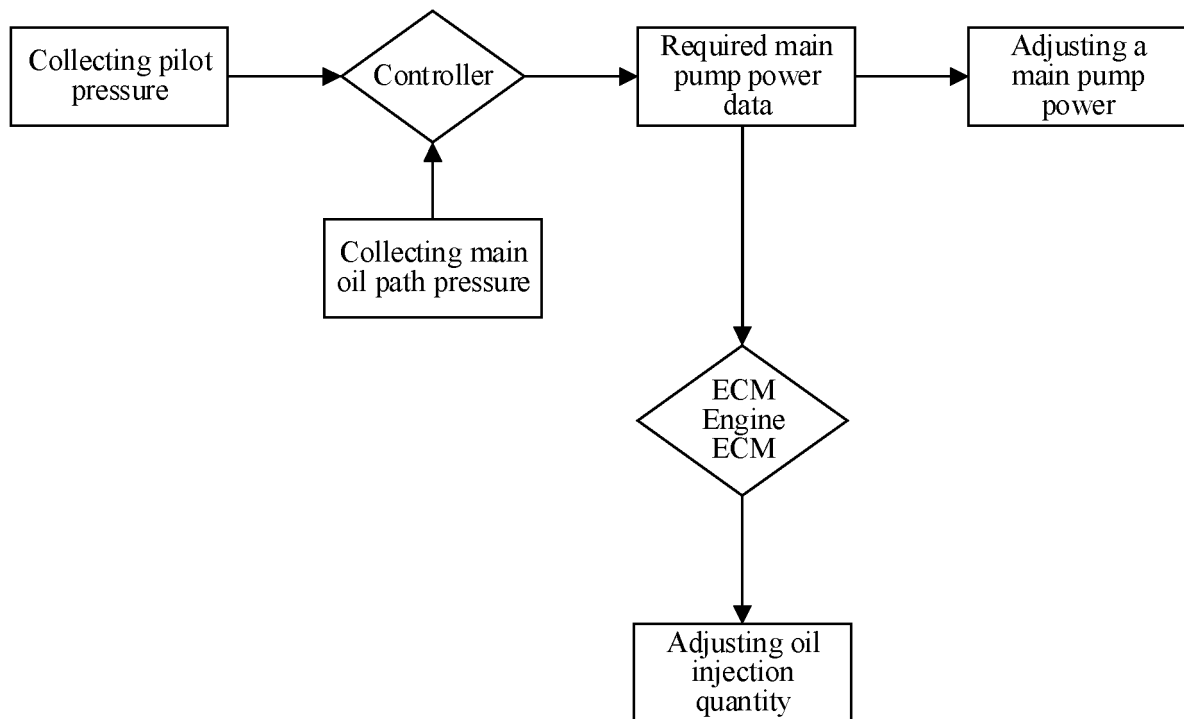 Collecting pilot
pressure
Controller
Required main
pump power
data
Adjusting a
main pump
power
Collecting main
oil path pressure
ECM
Engine
ECM
Adjusting oil
injection
quantity